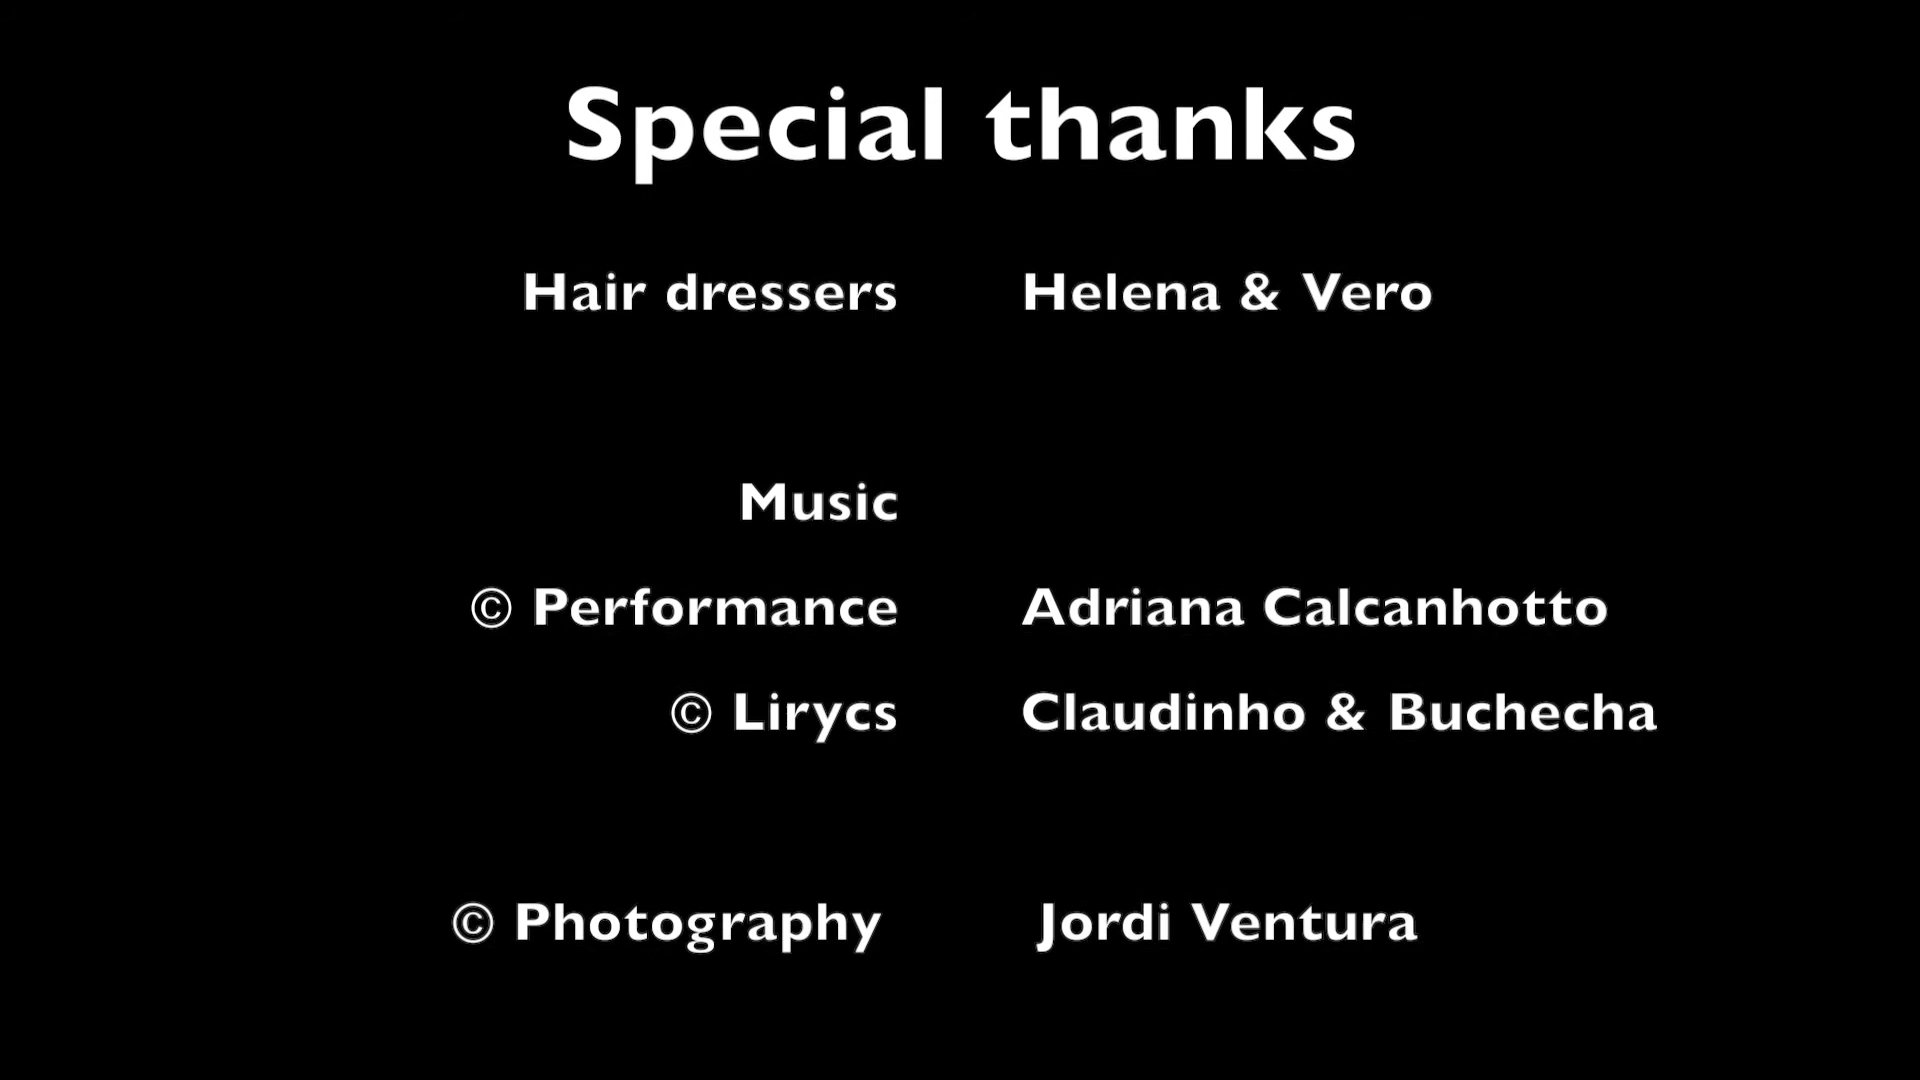 Special thanks
Hair dressers Helena & Vero
Music
© Performance Adriana Calcanhotto
© Lirycs Claudinho & Buchecha
© Photography Jordi Ventura